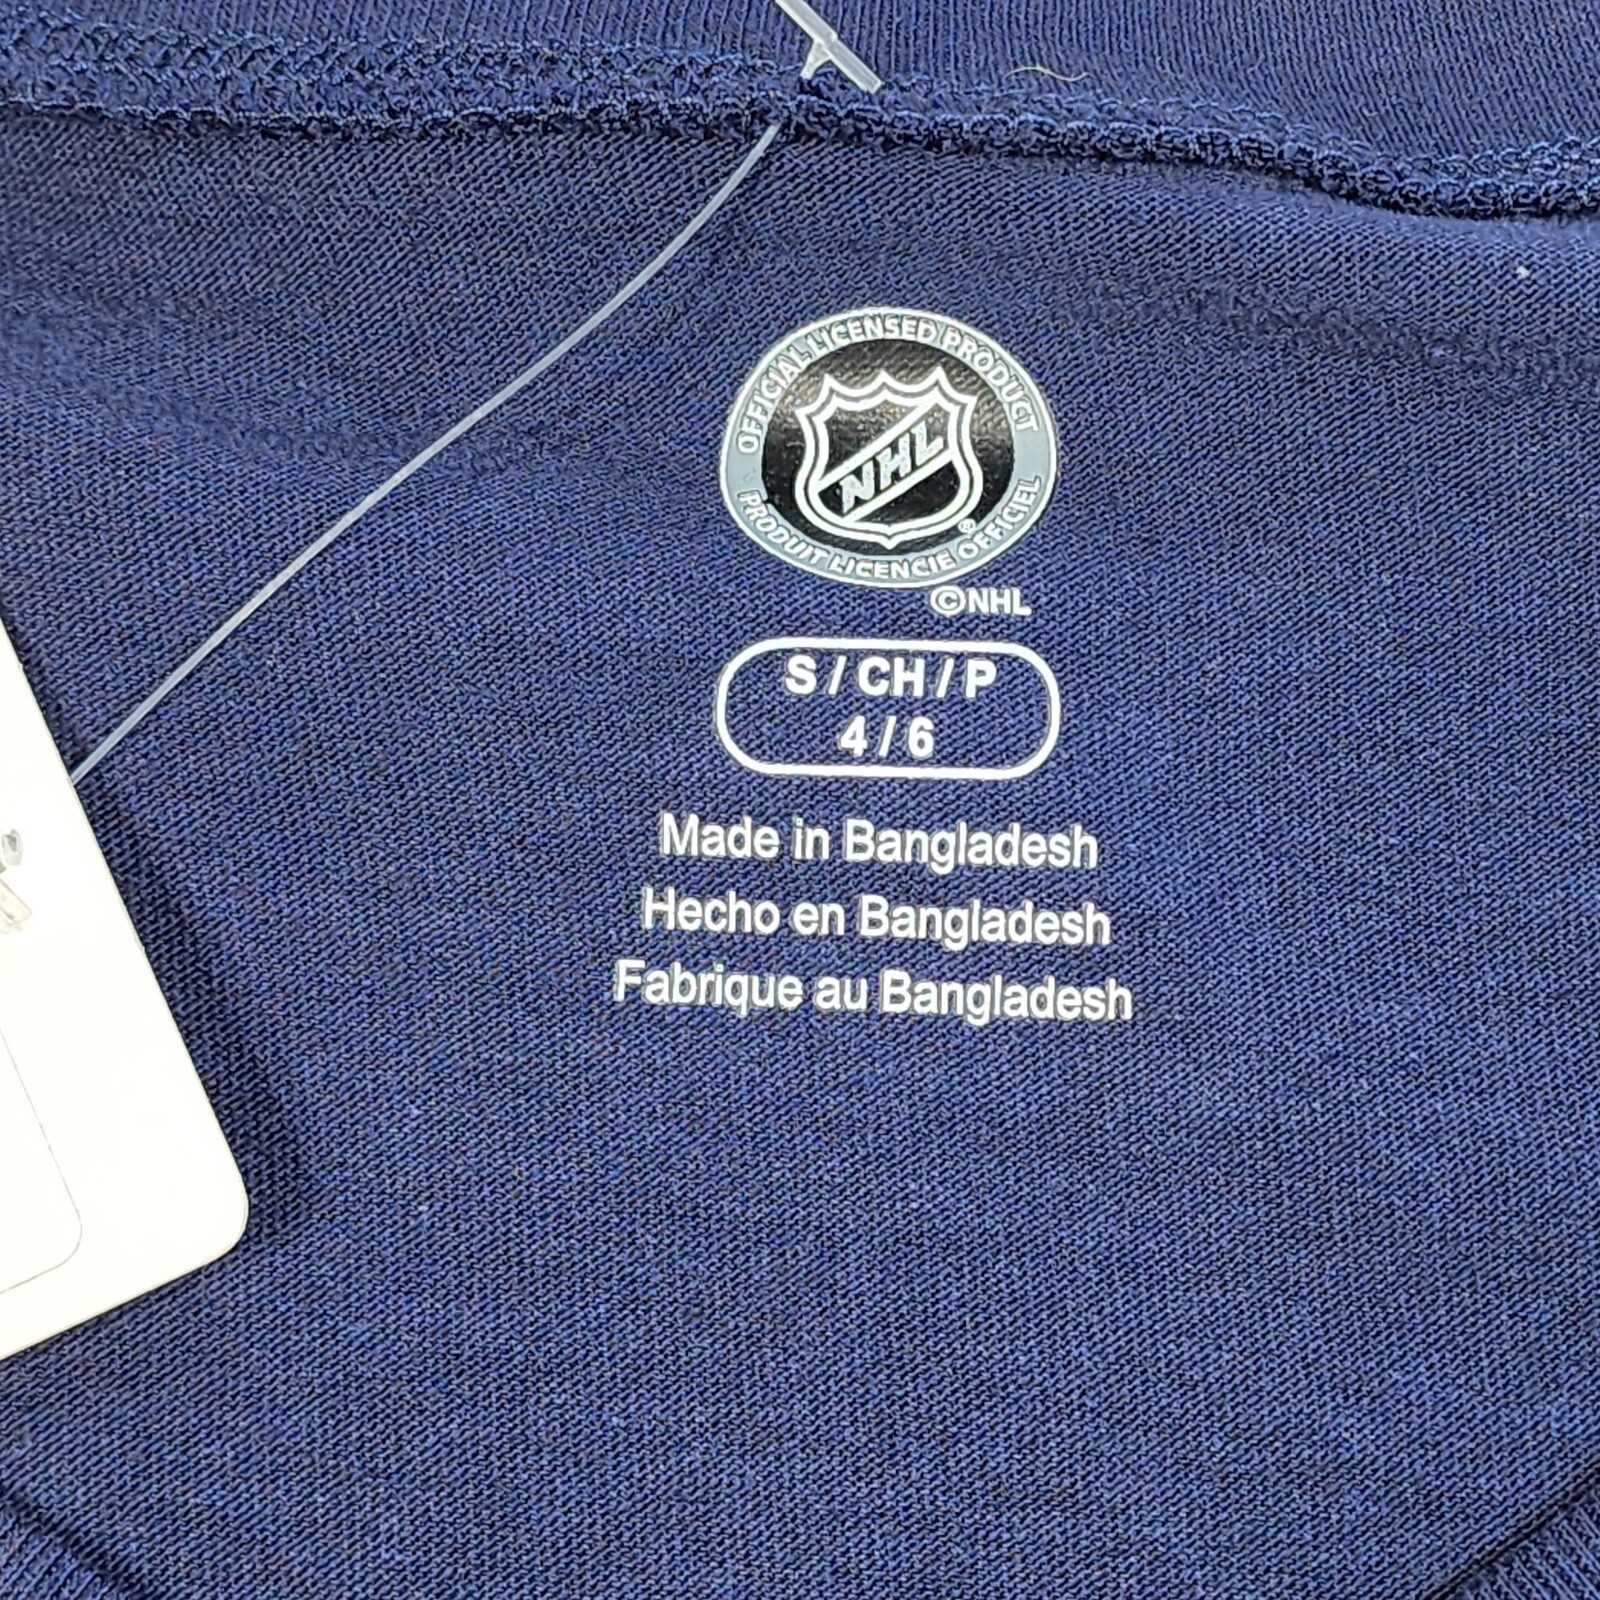 OFFICIAL LICENSED PRODUCT
NHL
®
PRODUIT LICENCIE OFFICIEL
©NHL
S / CH / P
4 / 6
Made in Bangladesh
Hecho en Bangladesh
Fabrique au Bangladesh